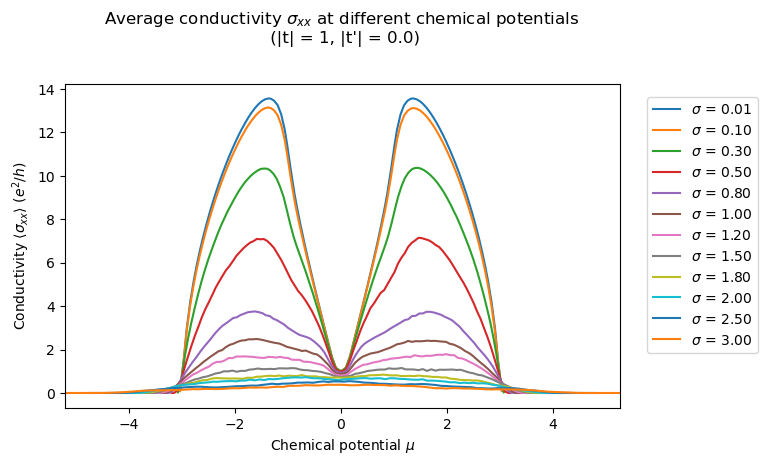 Average conductivity σxx at different chemical potentials
(|t| = 1, |t'| = 0.0)
Conductivity ⟨σxx⟩ (e²/h)
14
12
10
8
6
4
2
0
−4
−2
0
2
4
Chemical potential μ
σ = 0.01
σ = 0.10
σ = 0.30
σ = 0.50
σ = 0.80
σ = 1.00
σ = 1.20
σ = 1.50
σ = 1.80
σ = 2.00
σ = 2.50
σ = 3.00